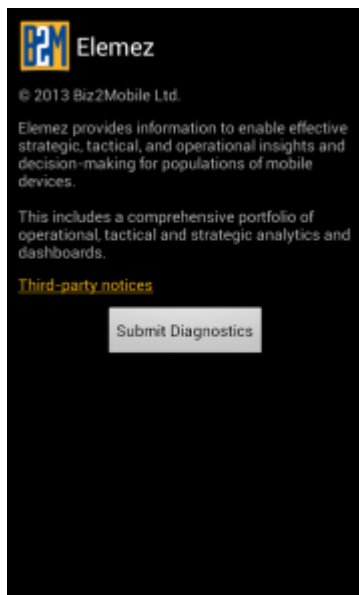 B2M Elemez
© 2013 Biz2Mobile Ltd.
Elemez provides information to enable effective
strategic, tactical, and operational insights and
decision-making for populations of mobile
devices.
This includes a comprehensive portfolio of
operational, tactical and strategic analytics and
dashboards.
Third-party notices
Submit Diagnostics